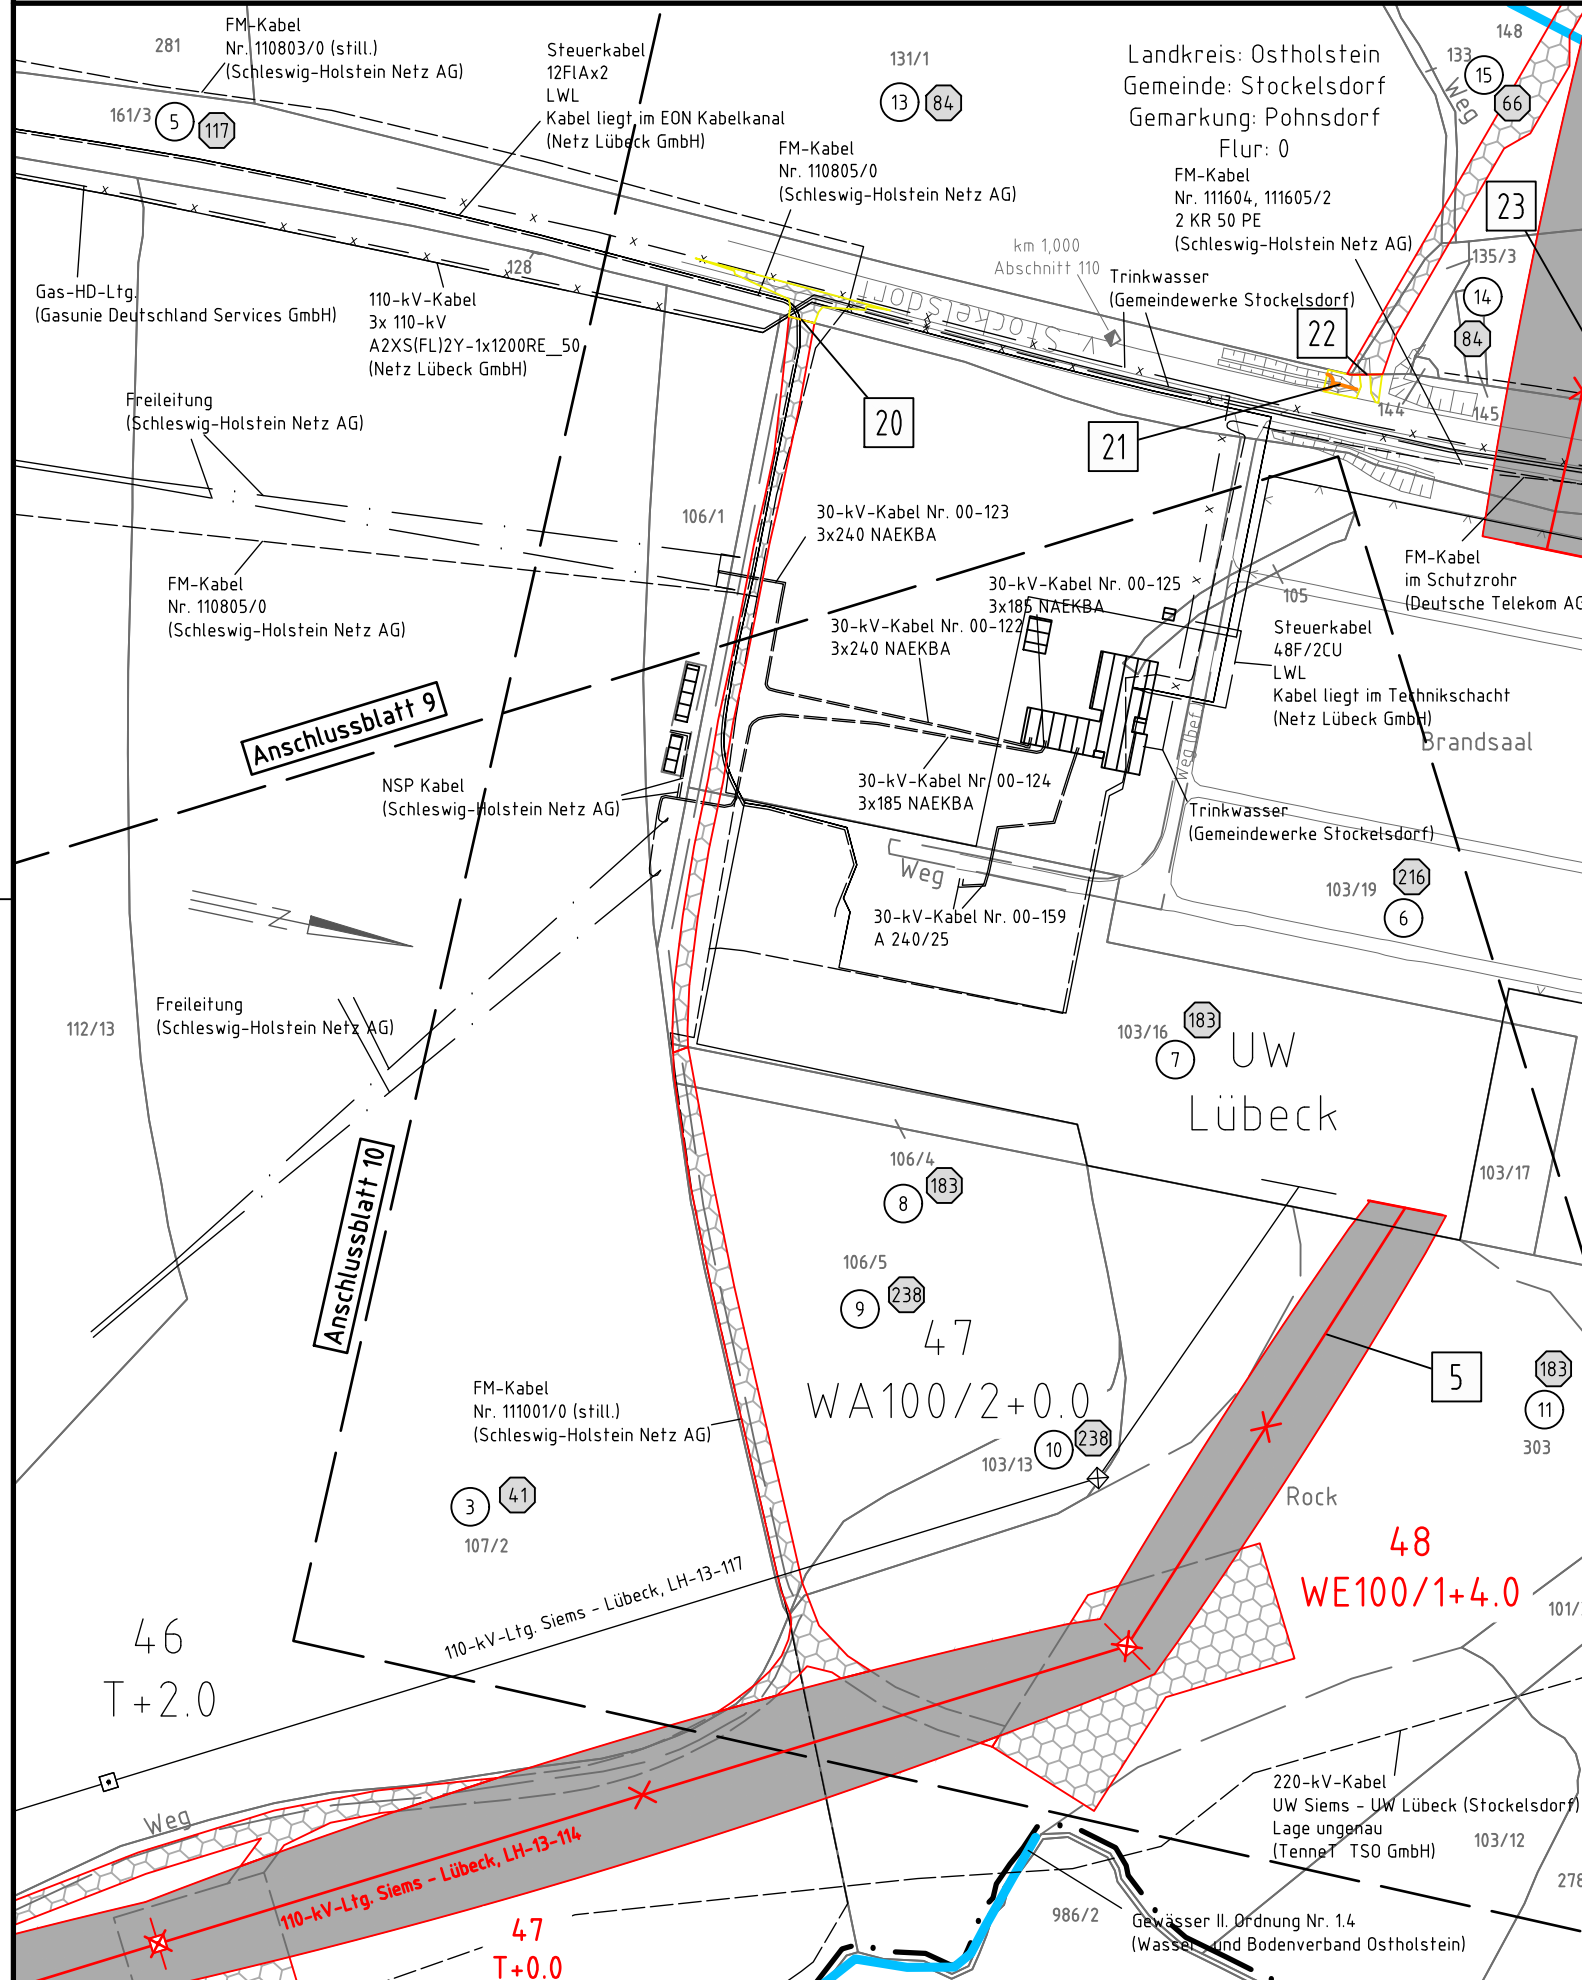 FM-Kabel
Nr. 110803/0 (still.)
(Schleswig-Holstein Netz AG)
281
161/3
5
117
Steuerkabel
12FlAx2
LWL
Kabel liegt im EON Kabelkanal
(Netz Lübeck GmbH)
131/1
13
84
FM-Kabel
Nr. 110805/0
(Schleswig-Holstein Netz AG)
Landkreis: Ostholstein
Gemeinde: Stockelsdorf
Gemarkung: Pohnsdorf
Flur: 0
FM-Kabel
Nr. 111604, 111605/2
2 KR 50 PE
(Schleswig-Holstein Netz AG)
148
133
15
66
Weg
23
135/3
14
84
km 1,000
Abschnitt 110
Trinkwasser
(Gemeindewerke Stockelsdorf)
v. Stockelsdorf
22
144
145
21
20
128
Gas-HD-Ltg.
(Gasunie Deutschland Services GmbH)
110-kV-Kabel
3x 110-kV
A2XS(FL)2Y-1x1200RE_50
(Netz Lübeck GmbH)
Freileitung
(Schleswig-Holstein Netz AG)
FM-Kabel
Nr. 110805/0
(Schleswig-Holstein Netz AG)
106/1
30-kV-Kabel Nr. 00-123
3x240 NAEKBA
30-kV-Kabel Nr. 00-125
3x185 NAEKBA
30-kV-Kabel Nr. 00-122
3x240 NAEKBA
105
FM-Kabel
im Schutzrohr
(Deutsche Telekom AG
Steuerkabel
48F/2CU
LWL
Kabel liegt im Technikschacht
(Netz Lübeck GmbH)
Brandsaal
Anschlussblatt 9
NSP Kabel
(Schleswig-Holstein Netz AG)
30-kV-Kabel Nr. 00-124
3x185 NAEKBA
Trinkwasser
(Gemeindewerke Stockelsdorf)
Weg
30-kV-Kabel Nr. 00-159
A 240/25
103/19
216
6
Freileitung
(Schleswig-Holstein Netz AG)
112/13
103/16
183
7
UW
Lübeck
103/17
Anschlussblatt 10
106/4
8
183
106/5
9
238
47
WA100/2+0.0
103/13
10
238
5
183
11
303
FM-Kabel
Nr. 111001/0 (still.)
(Schleswig-Holstein Netz AG)
3
41
107/2
Rock
48
WE100/1+4.0
101/
46
T+2.0
110-kV-Ltg. Siems - Lübeck, LH-13-117
Weg
110-kV-Ltg. Siems - Lübeck, LH-13-114
47
T+0.0
220-kV-Kabel
UW Siems - UW Lübeck (Stockelsdorf)
Lage ungenau
(TenneT TSO GmbH)
103/12
278
986/2
Gewässer II. Ordnung Nr. 1.4
(Wasser- und Bodenverband Ostholstein)